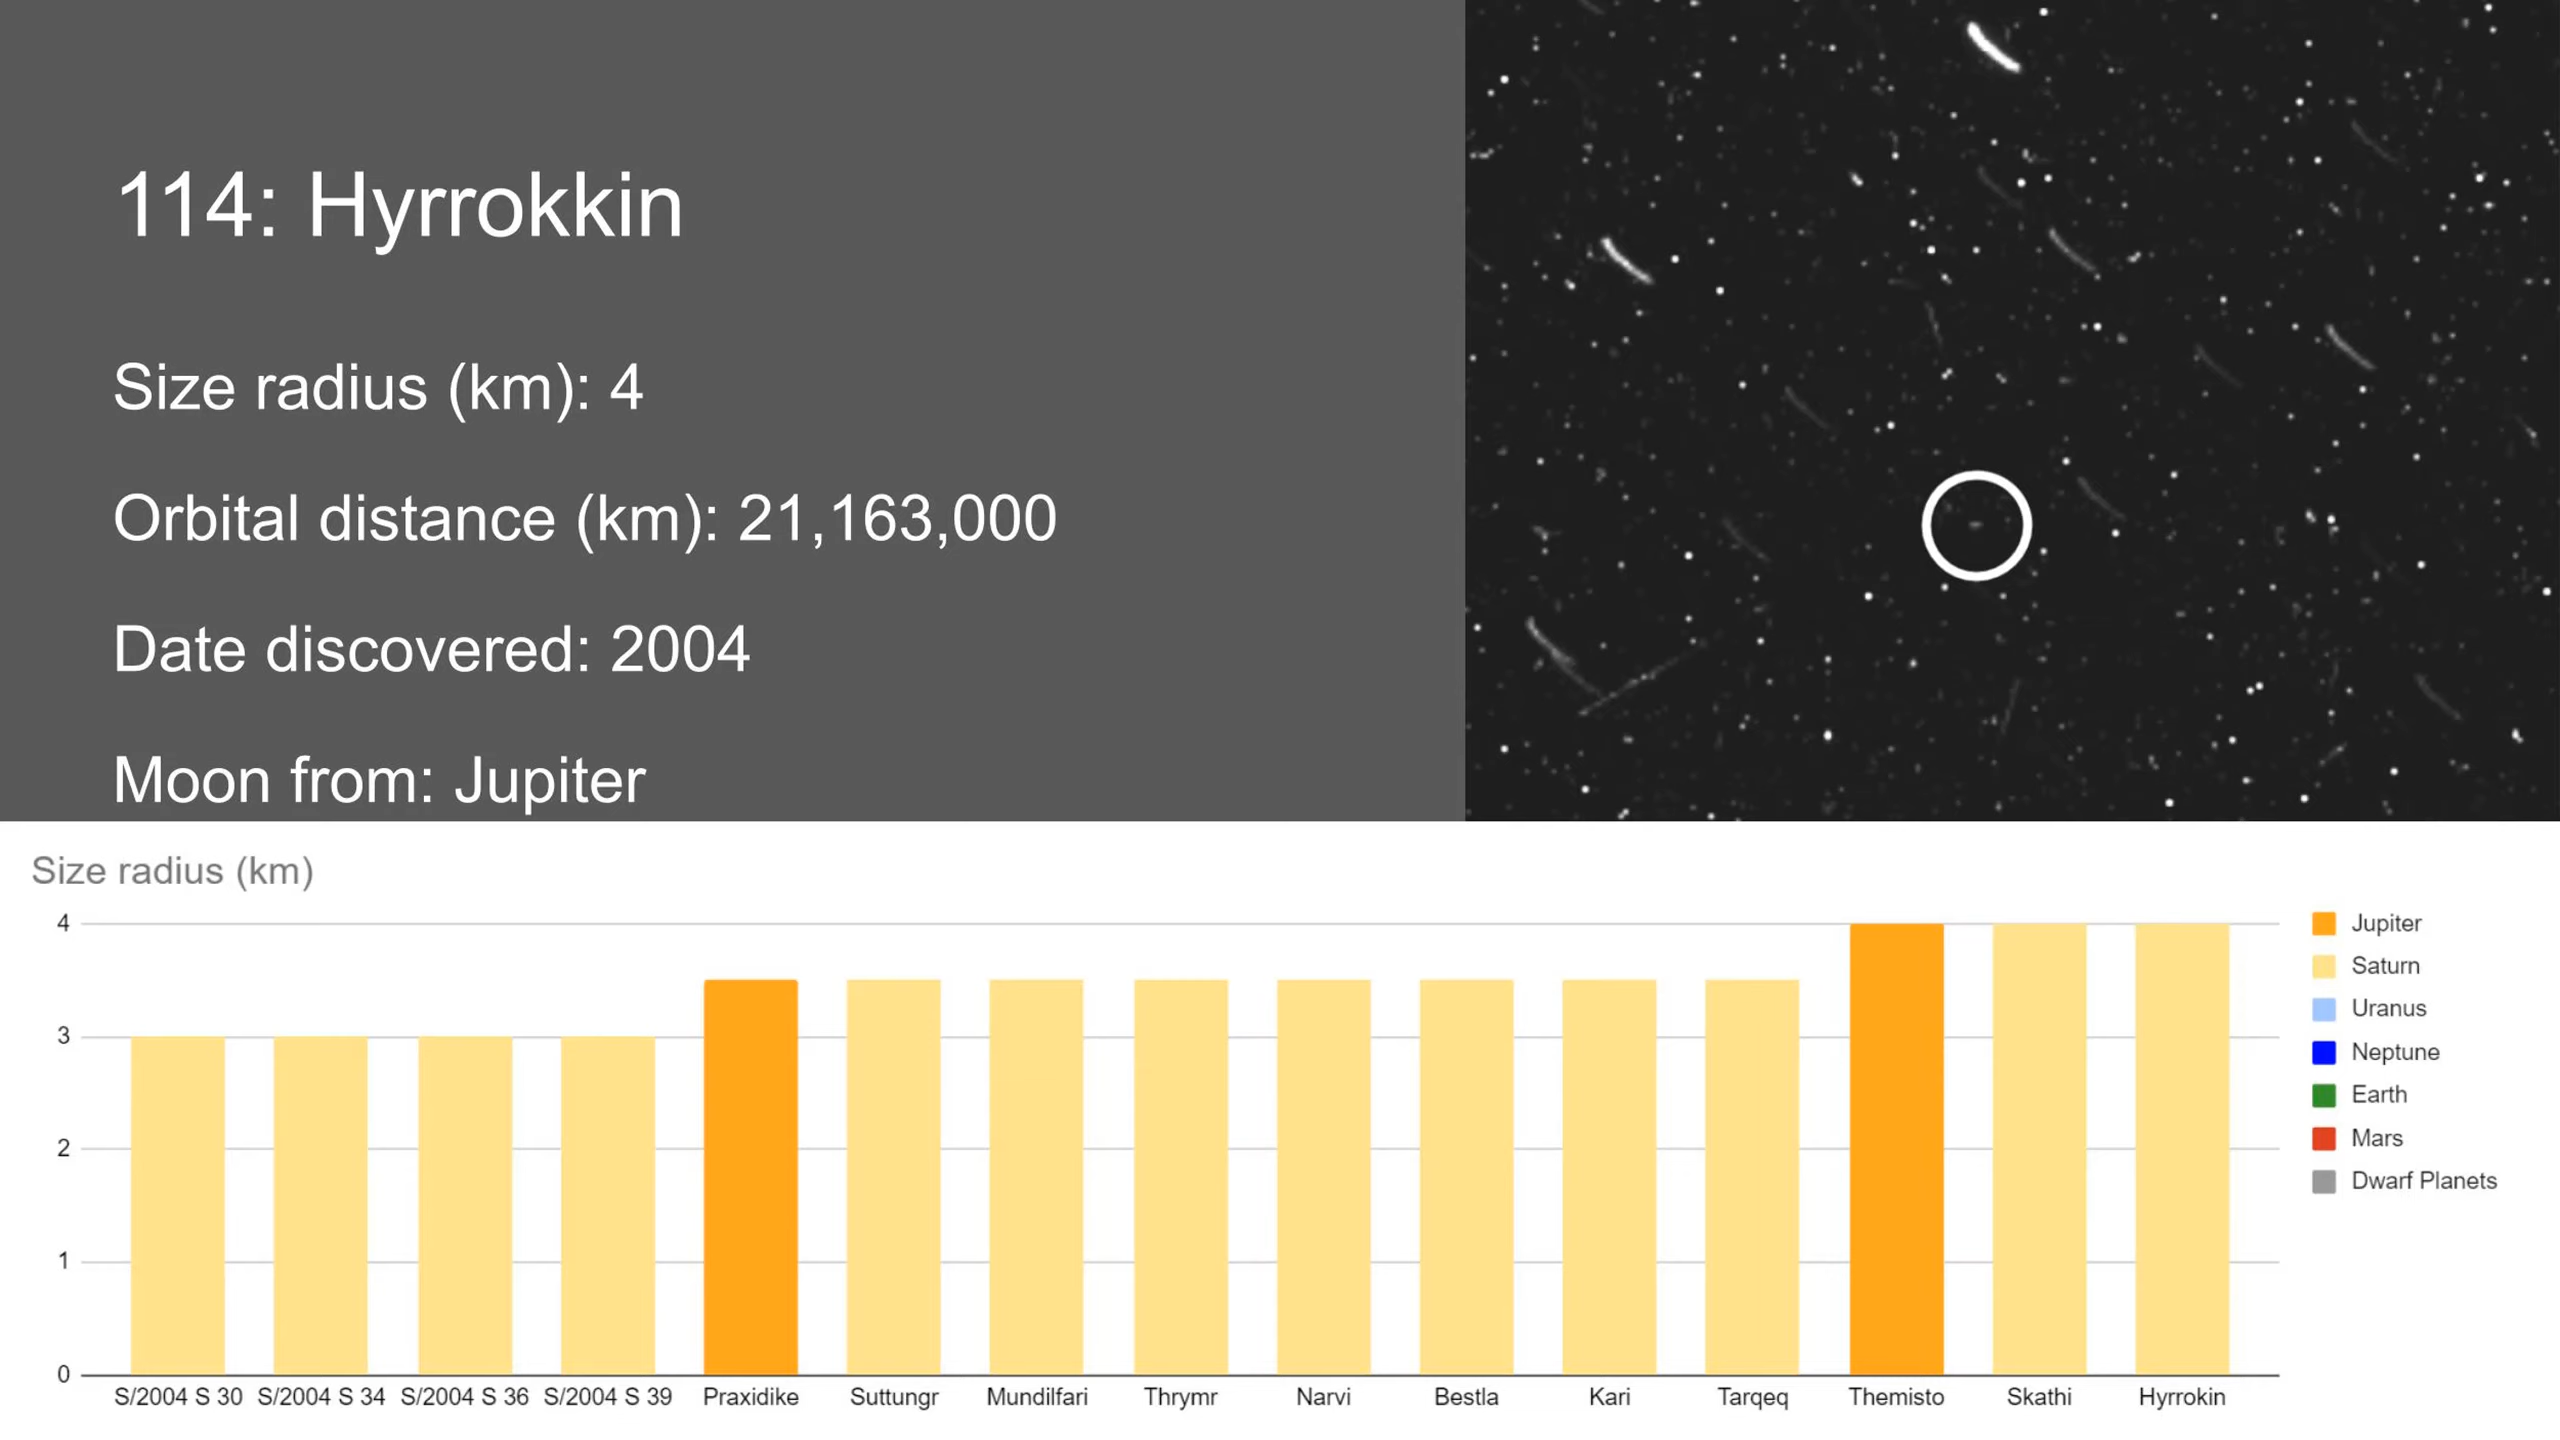 114: Hyrrokkin
Size radius (km): 4
Orbital distance (km): 21,163,000
Date discovered: 2004
Moon from: Jupiter
Size radius (km)
4
3
2
1
0
S/2004 S 30 S/2004 S 34 S/2004 S 36 S/2004 S 39 Praxidike Suttungr Mundilfari Thrymr Narvi Bestla Kari Tarqeq Themisto Skathi Hyrrokin
Jupiter
Saturn
Uranus
Neptune
Earth
Mars
Dwarf Planets